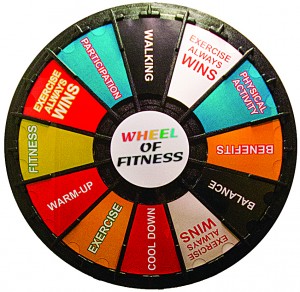 WHEEL
OF
FITNESS
WALKING
EXERCISE
ALWAYS
WINS
PHYSICAL
ACTIVITY
BENEFITS
BALANCE
EXERCISE
ALWAYS
WINS
COOL DOWN
EXERCISE
WARM-UP
FITNESS
EXERCISE
ALWAYS
WINS
PARTICIPATION